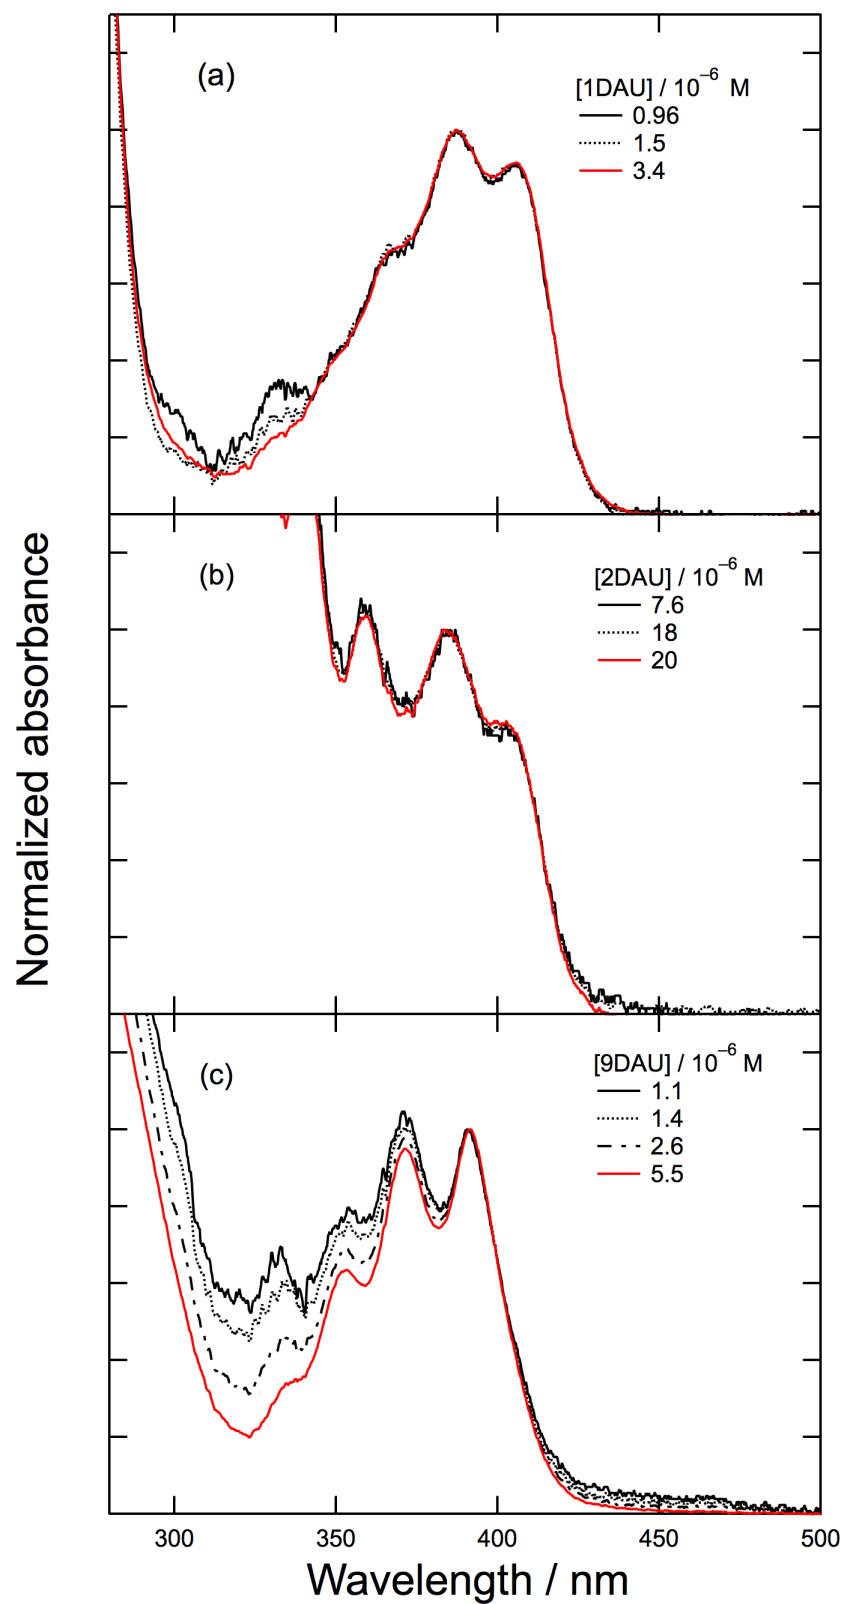 (a)
[1DAU] / 10⁻⁶ M
0.96
1.5
3.4
(b)
[2DAU] / 10⁻⁶ M
7.6
18
20
(c)
[9DAU] / 10⁻⁶ M
1.1
1.4
2.6
5.5
Normalized absorbance
300 350 400 450 500
Wavelength / nm